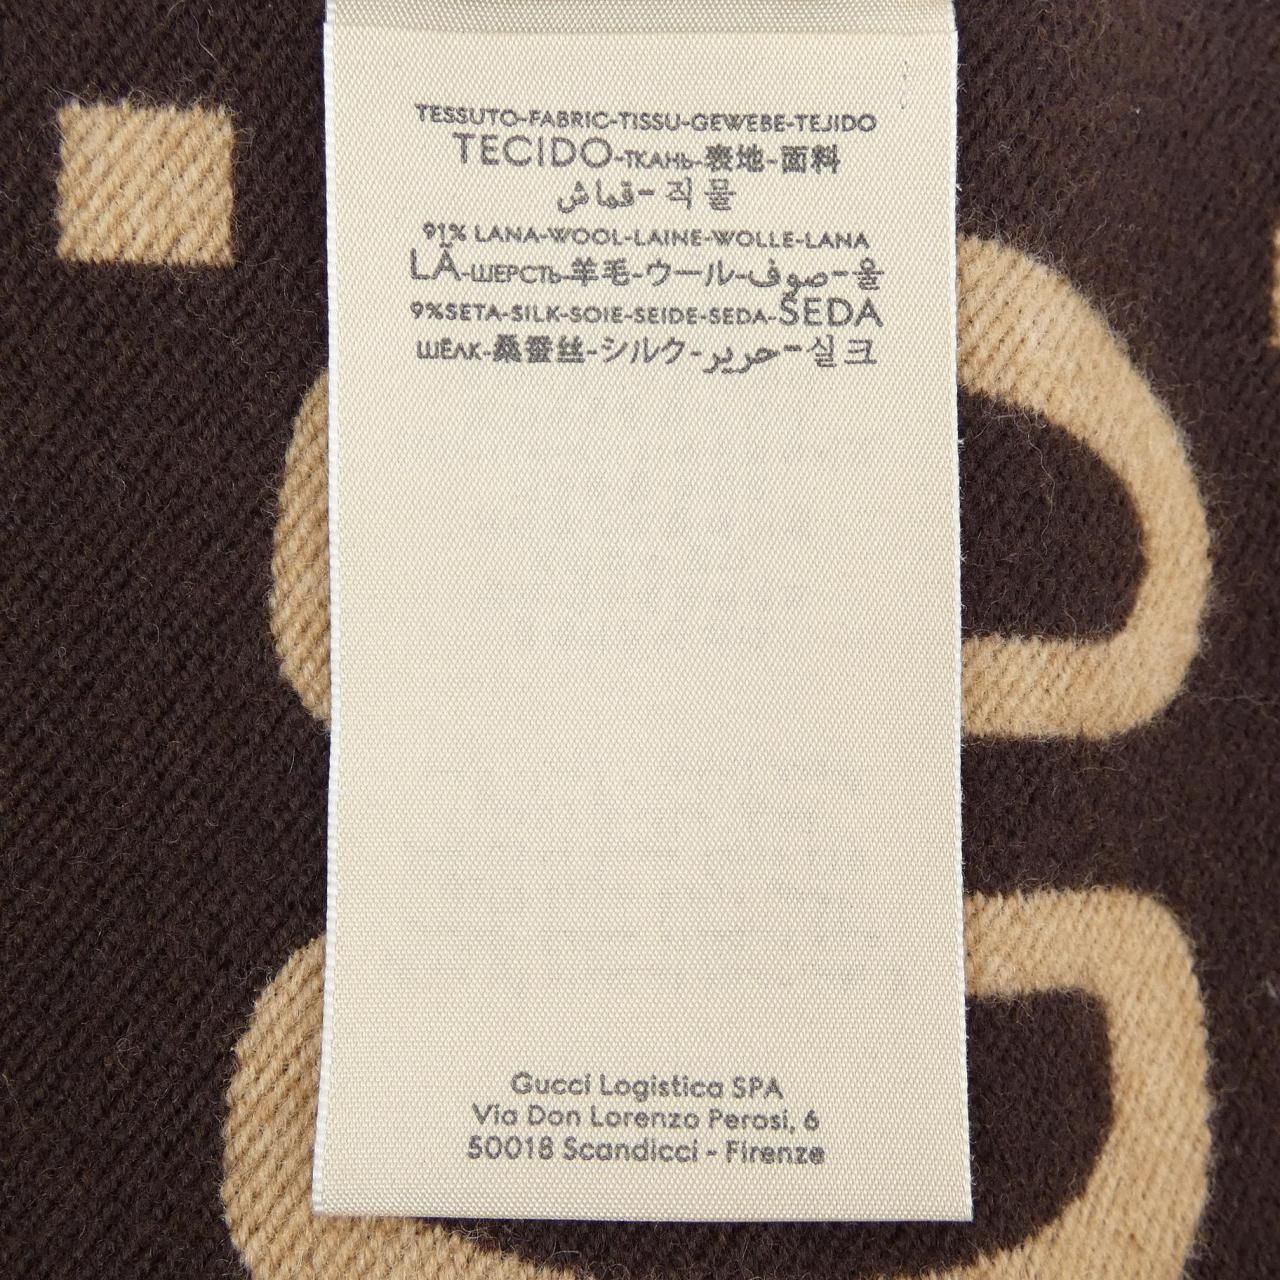 TESSUTO-FABRIC-TISSU-GEWEBE-TEJIDO
TECIDO-ТКАНЬ-表地-面料
قماش-직물
91% LANA-WOOL-LAINE-WOLLE-LANA
LÃ-ШЕРСТЬ-羊毛-ウール-صوف-울
9%SETA-SILK-SOIE-SEIDE-SEDA-SEDA
ШЁЛК-桑蚕丝-シルク-حرير-실크
Gucci Logistica SPA
Via Don Lorenzo Perosi, 6
50018 Scandicci - Firenze